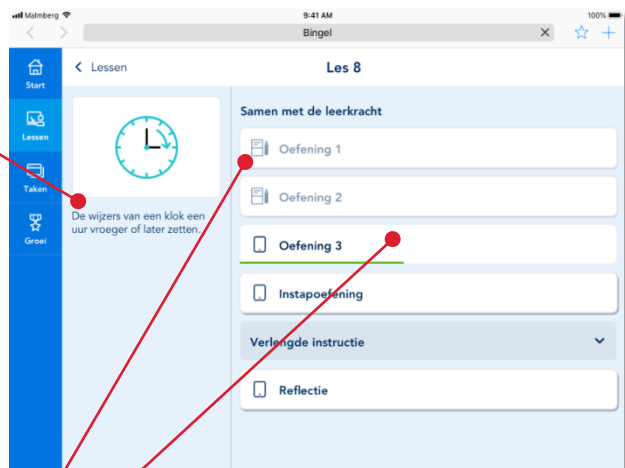 Malmberg
9:41 AM
100%
Bingel
Start
Lessen
Taken
Groei
Lessen
Les 8
De wijzers van een klok een
uur vroeger of later zetten.
Samen met de leerkracht
Oefening 1
Oefening 2
Oefening 3
Instapoefening
Verlengde instructie
Reflectie